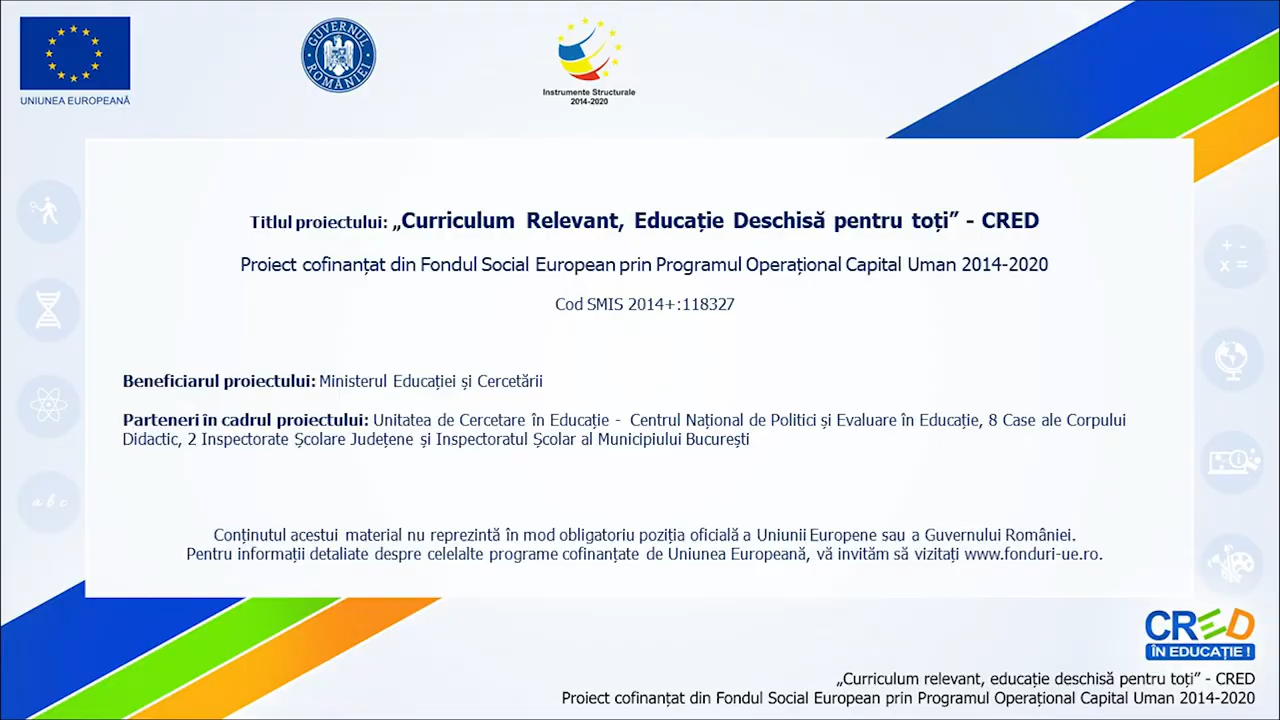 UNIUNEA EUROPEANĂ
GUVERNUL ROMÂNIEI
Instrumente Structurale
2014-2020
Titlul proiectului: „Curriculum Relevant, Educație Deschisă pentru toți” - CRED
Proiect cofinanțat din Fondul Social European prin Programul Operațional Capital Uman 2014-2020
Cod SMIS 2014+:118327
Beneficiarul proiectului: Ministerul Educației și Cercetării
Parteneri în cadrul proiectului: Unitatea de Cercetare în Educație - Centrul Național de Politici și Evaluare în Educație, 8 Case ale Corpului
Didactic, 2 Inspectorate Școlare Județene și Inspectoratul Școlar al Municipiului București
Conținutul acestui material nu reprezintă în mod obligatoriu poziția oficială a Uniunii Europene sau a Guvernului României.
Pentru informații detaliate despre celelalte programe cofinanțate de Uniunea Europeană, vă invităm să vizitați www.fonduri-ue.ro.
+ -
x =
a b c
CRED
ÎN EDUCAȚIE !
„Curriculum relevant, educație deschisă pentru toți” - CRED
Proiect cofinanțat din Fondul Social European prin Programul Operațional Capital Uman 2014-2020